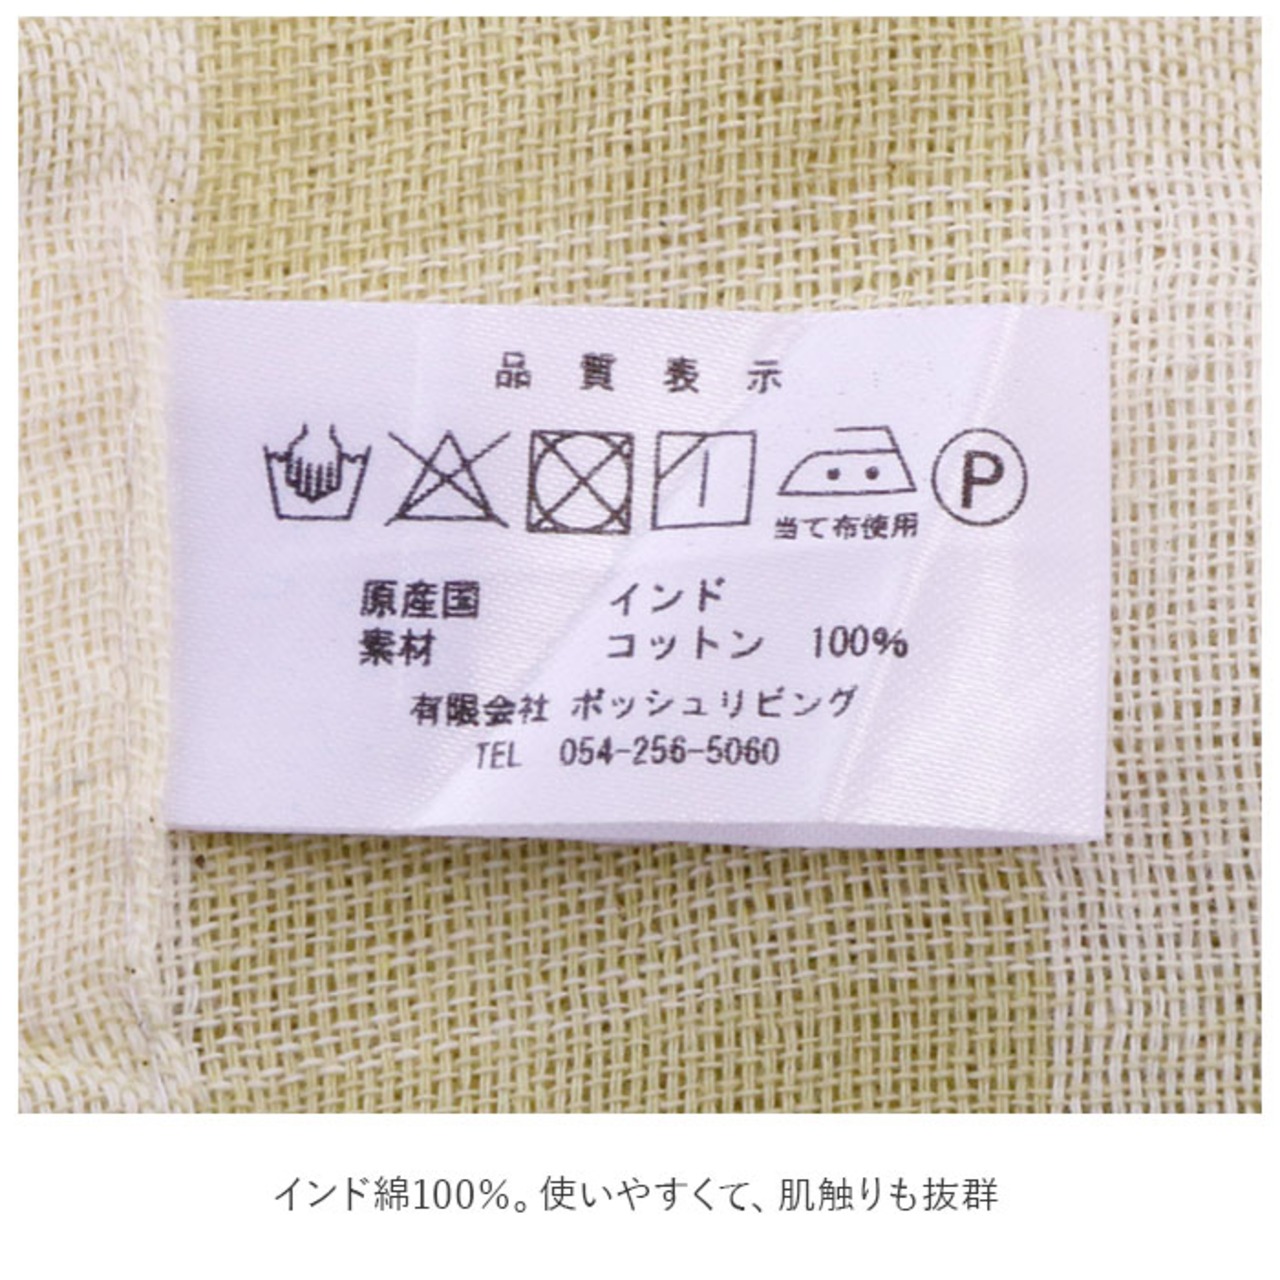 品質表示
P
当て布使用
原産国 インド
素材 コットン 100%
有限会社 ボッシュリビング
TEL 054-256-5060
インド綿100%。使いやすくて、肌触りも抜群